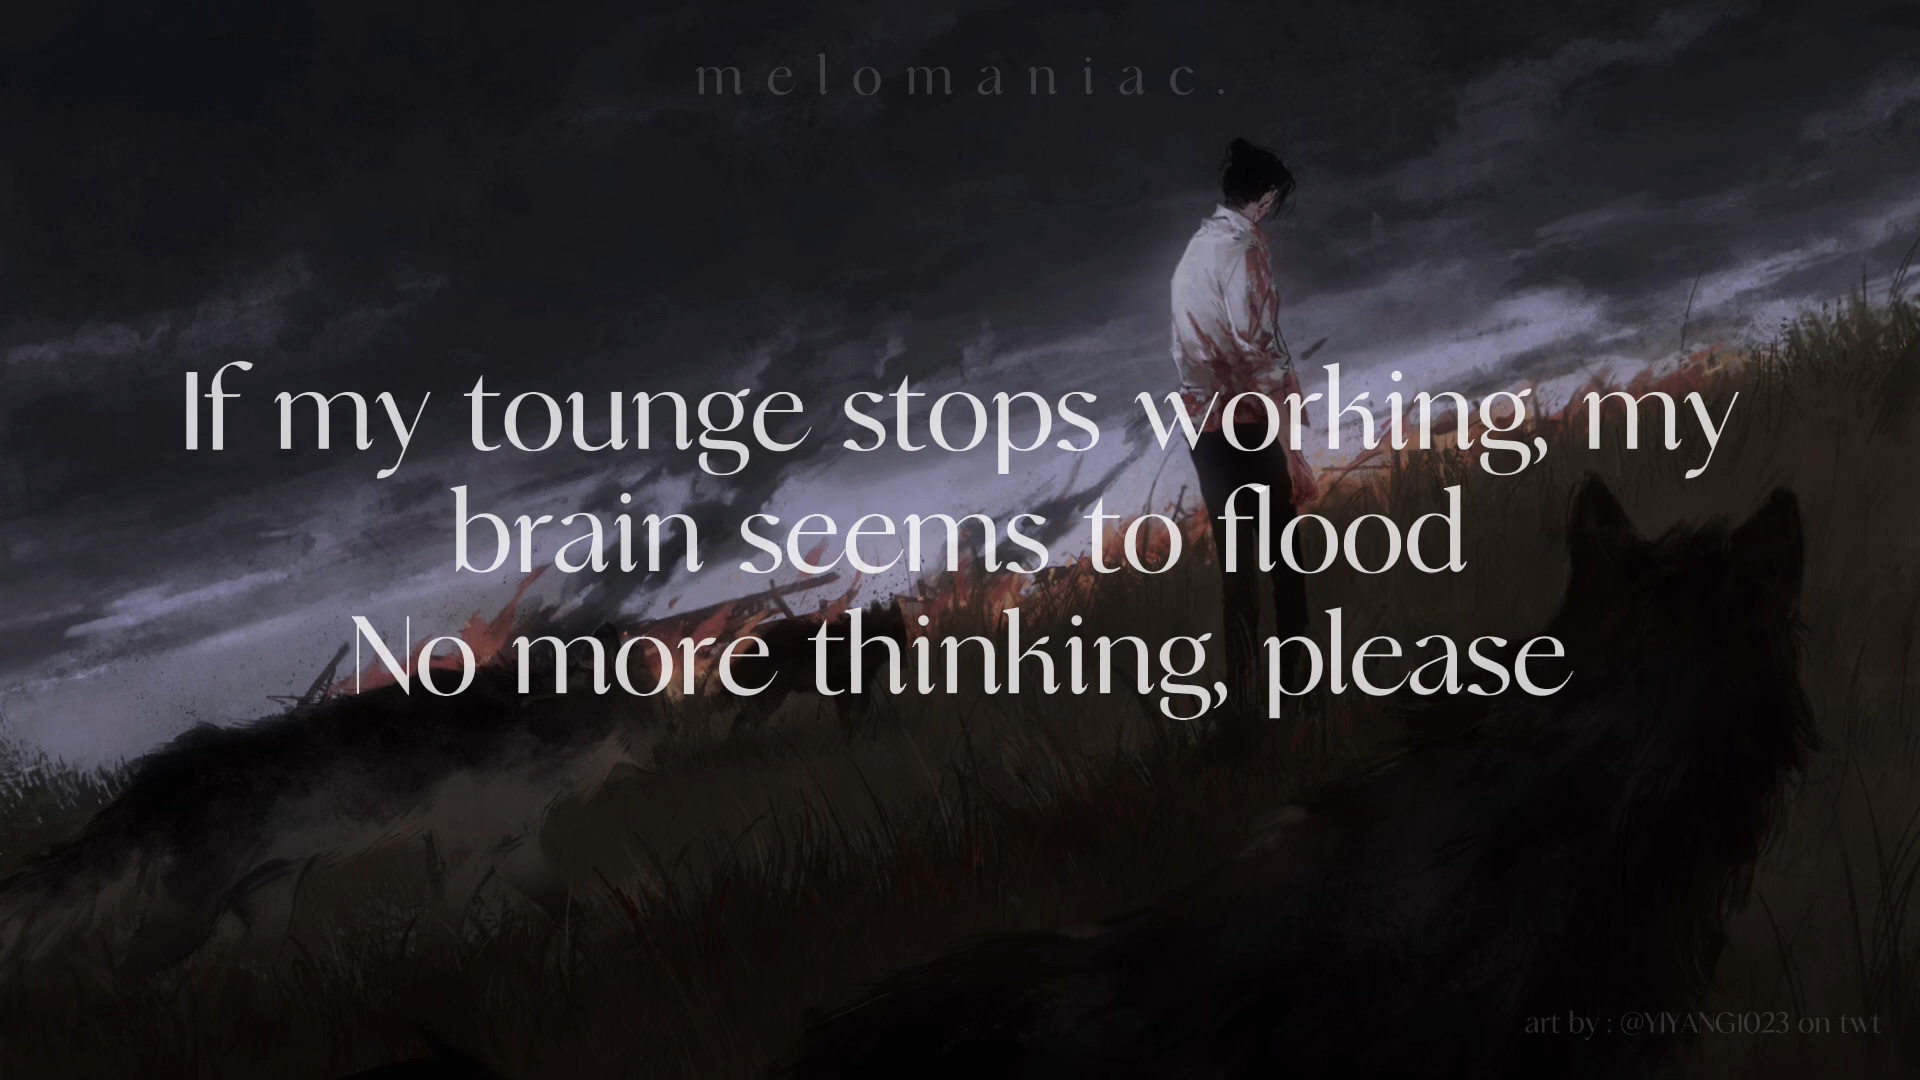 melomaniac.
If my tounge stops working, my
brain seems to flood
No more thinking, please
art by : @YIYANG1023 on twt